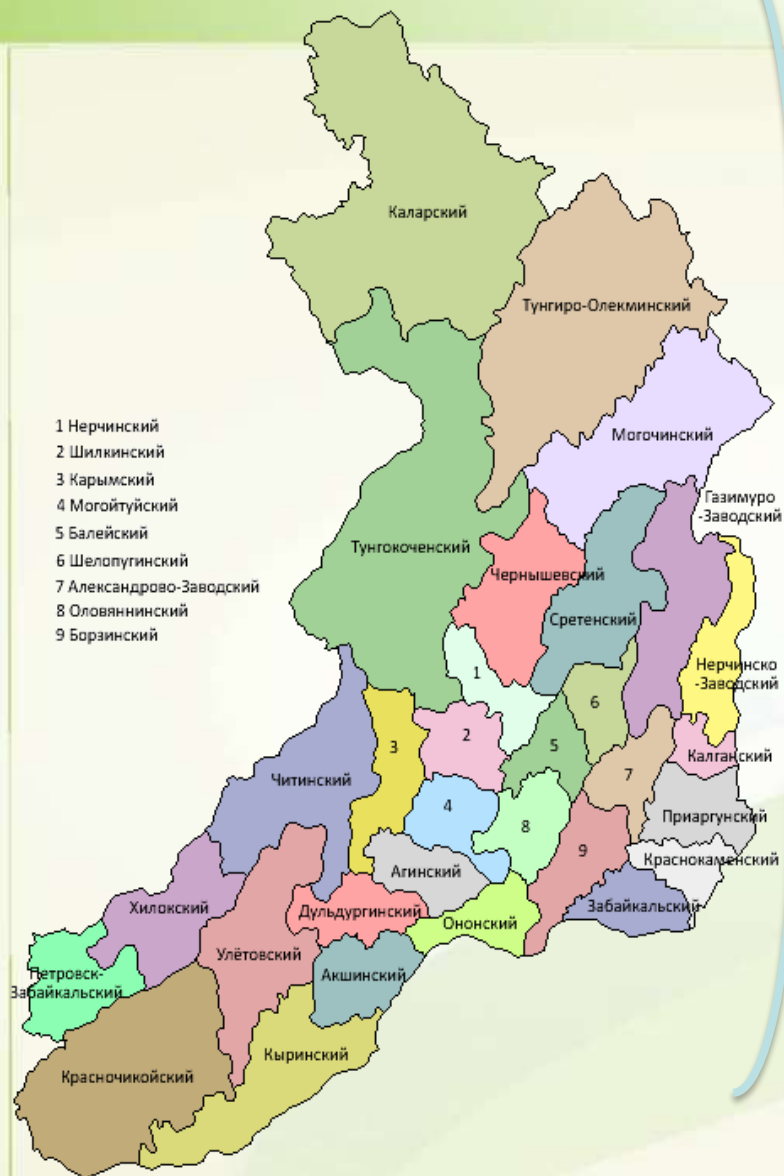 Каларский
Тунгиро-Олекминский
1 Нерчинский
2 Шилкинский
3 Карымский
4 Могойтуйский
5 Балейский
6 Шелопугинский
7 Александрово-Заводский
8 Оловяннинский
9 Борзинский
Могочинский
Газимуро
-Заводский
Тунгокоченский
Чернышевский
Сретенский
Нерчинско
-Заводский
1
6
2
3
5
Калганский
7
Читинский
4
Приаргунский
8
9
Краснокаменский
Агинский
Хилокский
Дульдургинский
Забайкальский
Ононский
Улётовский
Петровск-
Забайкальский
Акшинский
Кыринский
Красночикойский